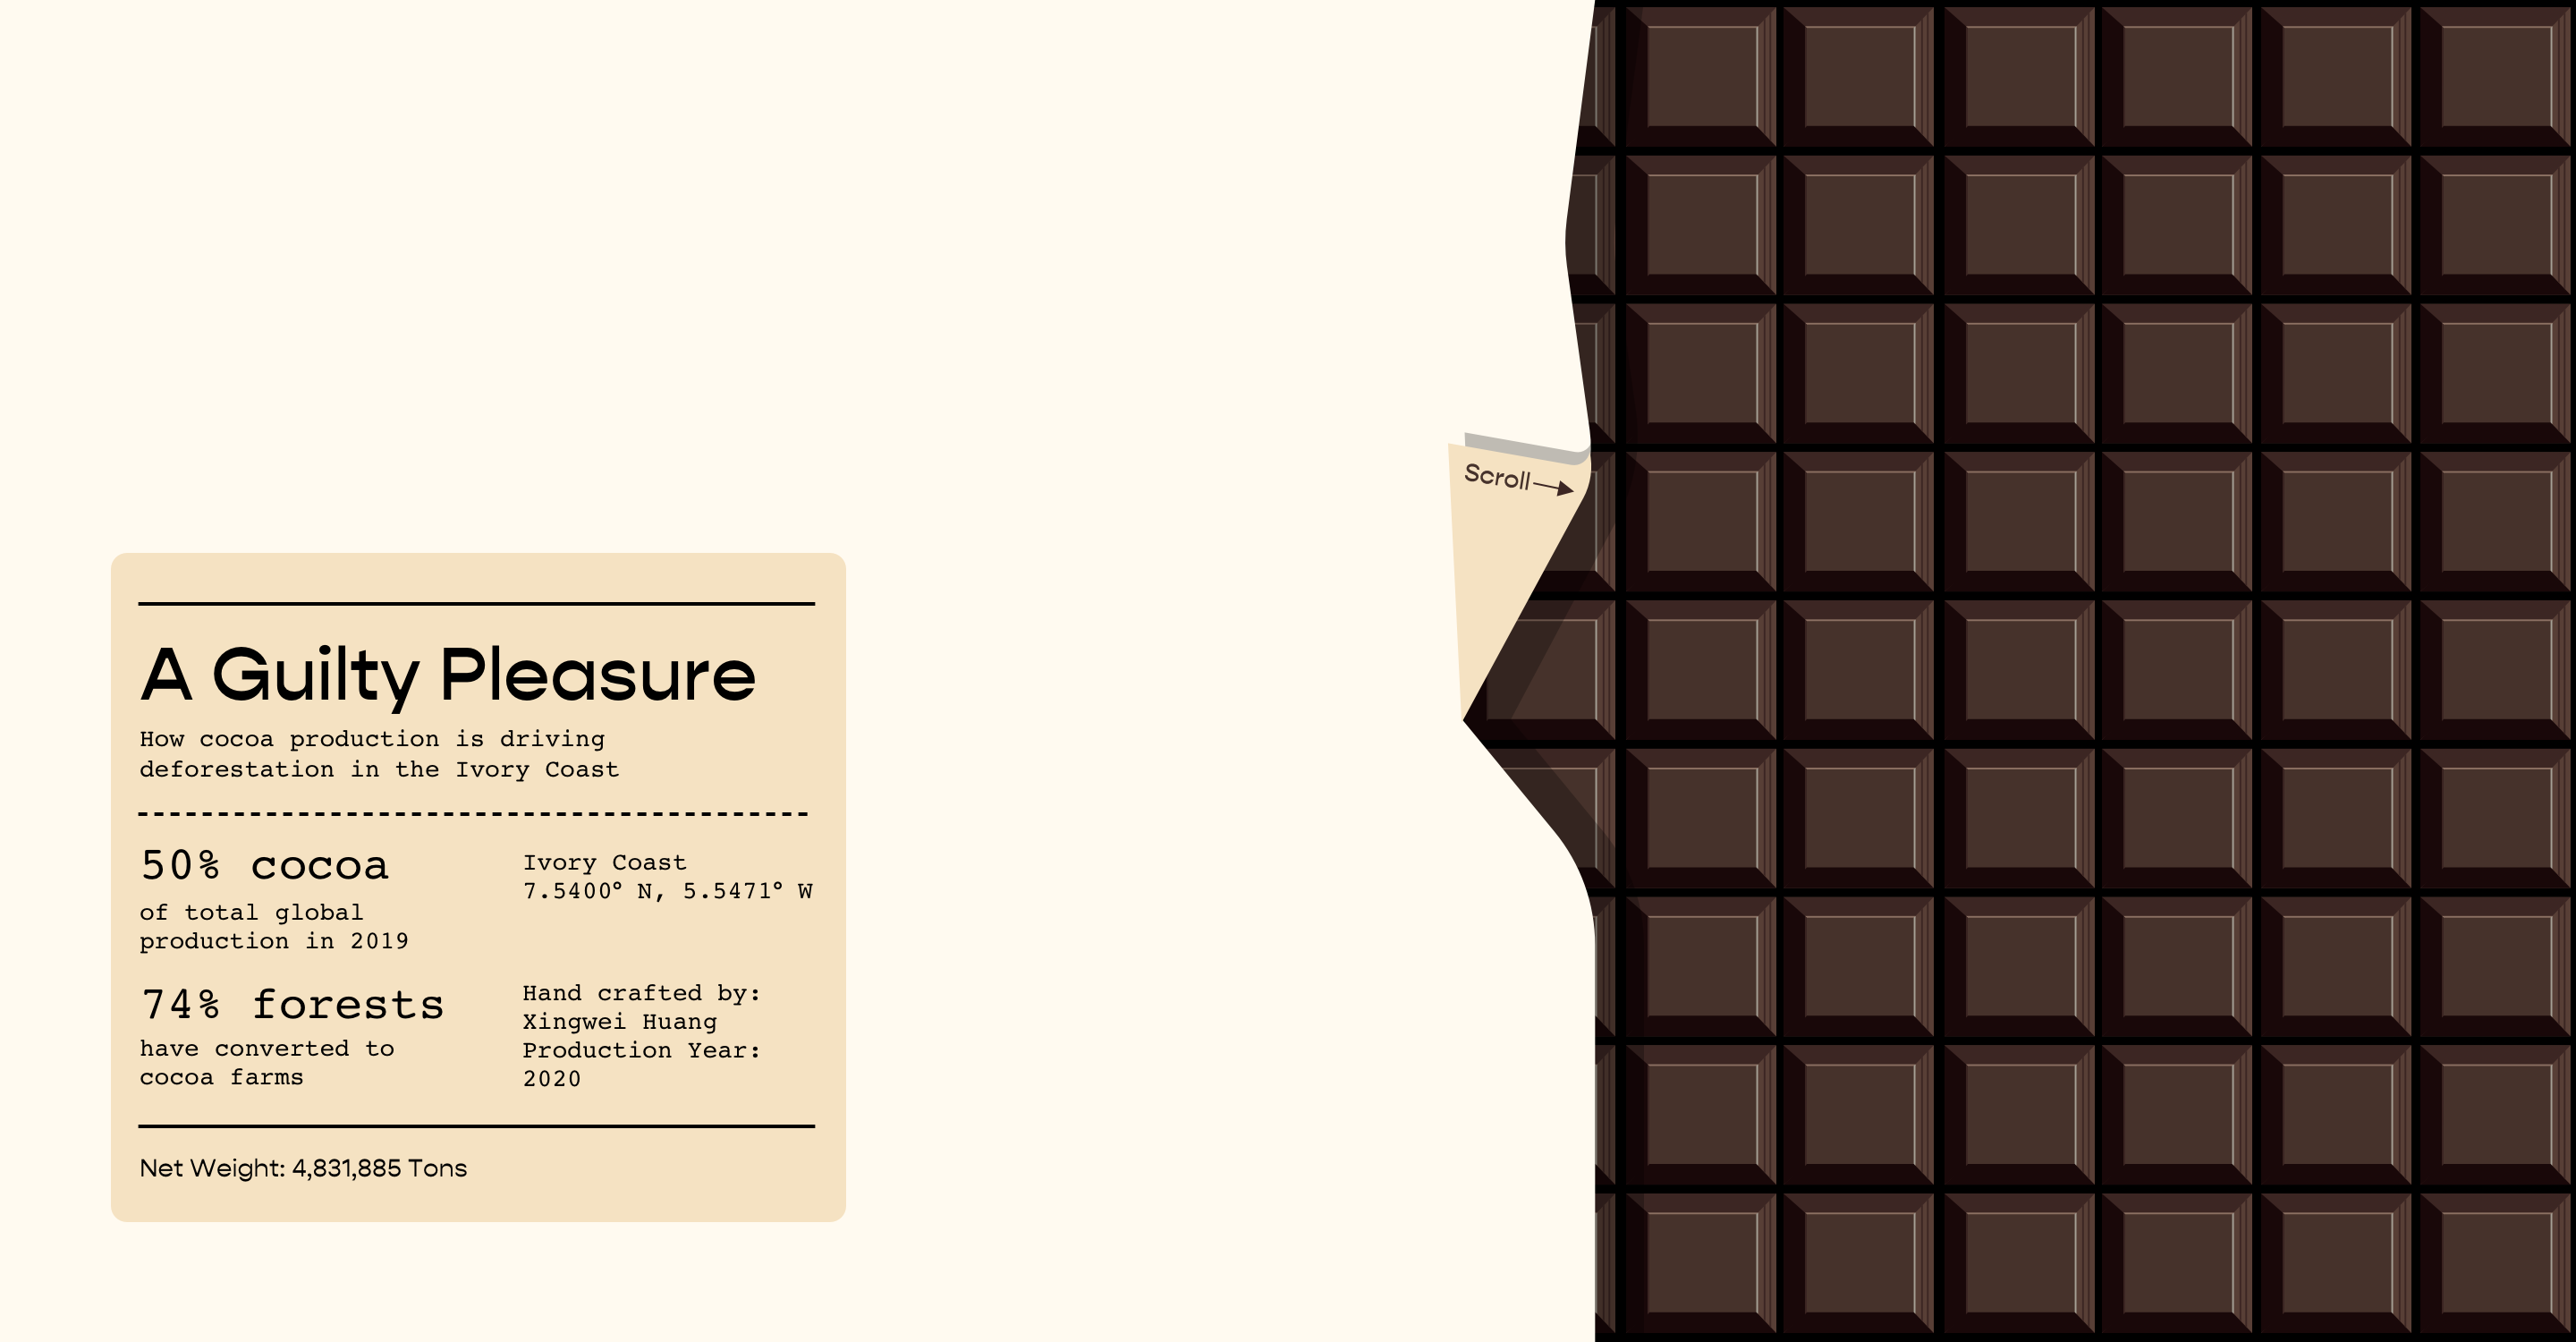 Scroll
A Guilty Pleasure
How cocoa production is driving
deforestation in the Ivory Coast
50% cocoa
of total global
production in 2019
74% forests
have converted to
cocoa farms
Ivory Coast
7.5400° N, 5.5471° W
Hand crafted by:
Xingwei Huang
Production Year:
2020
Net Weight: 4,831,885 Tons